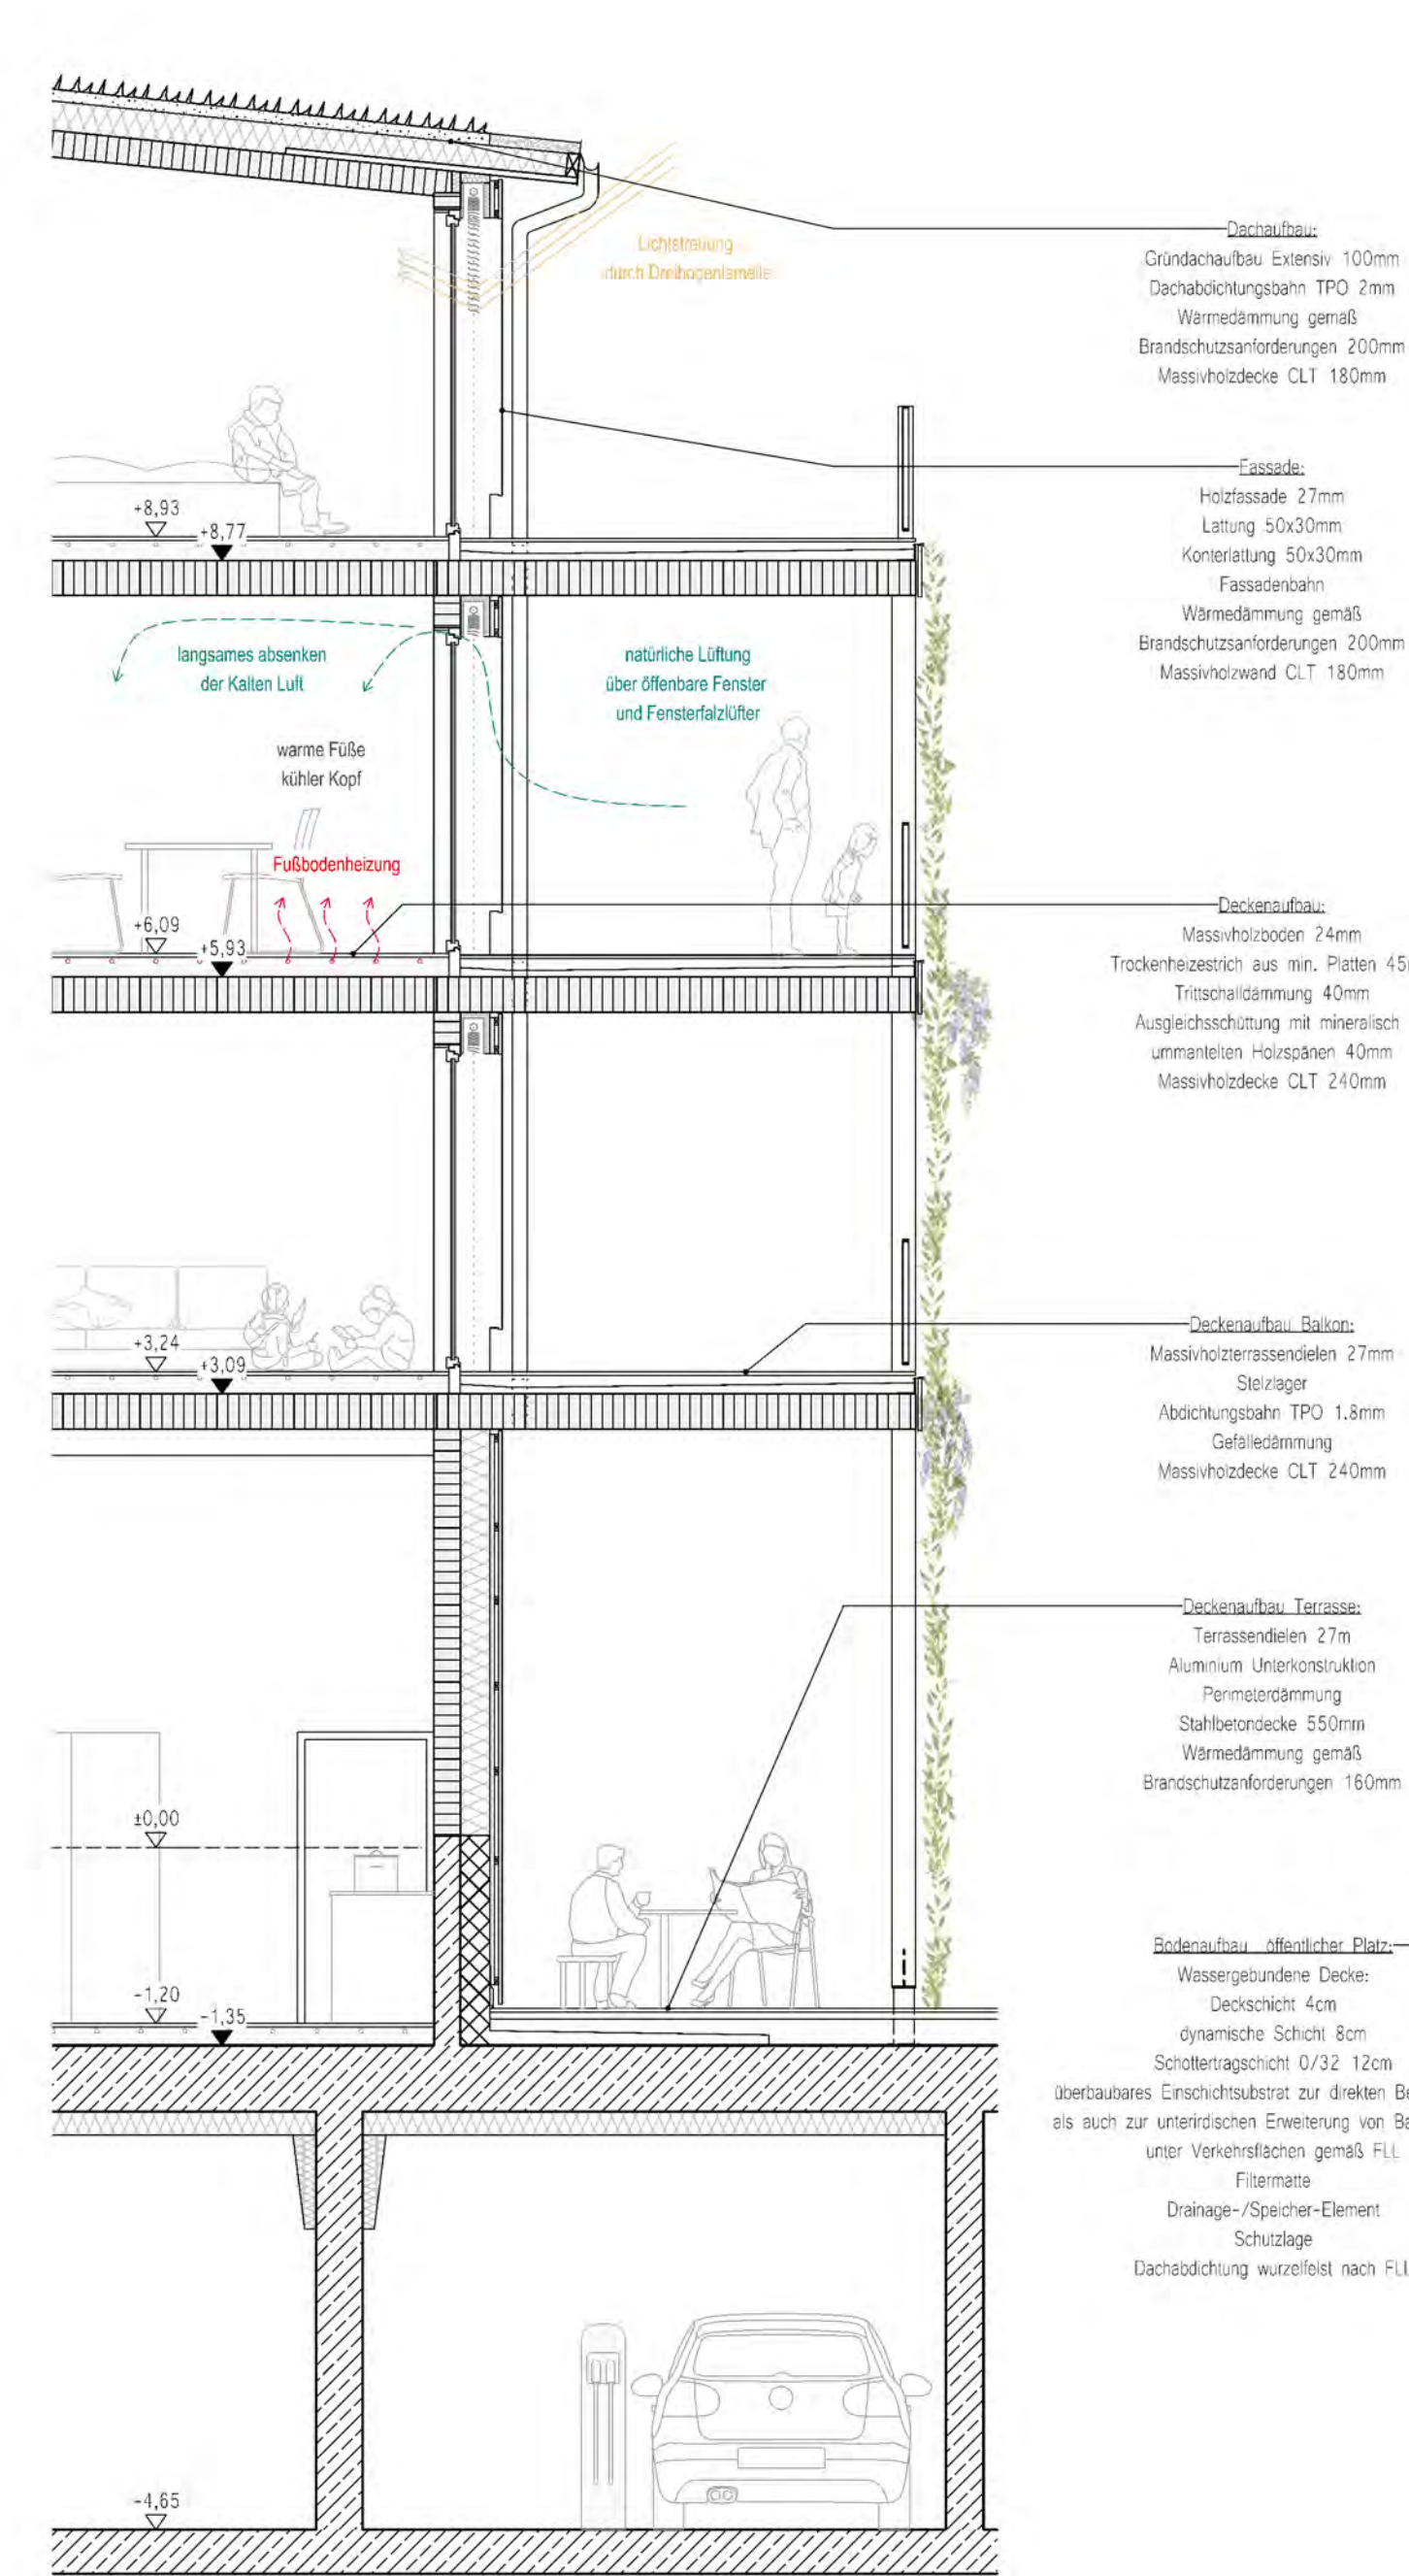 Lichtstreuung
durch Dreibogenlamelle
Dachaufbau:
Gründachaufbau Extensiv 100mm
Dachabdichtungsbahn TPO 2mm
Wärmedämmung gemäß
Brandschutzsanforderungen 200mm
Massivholzdecke CLT 180mm
Fassade:
Holzfassade 27mm
Lattung 50x30mm
Konterlattung 50x30mm
Fassadenbahn
Wärmedämmung gemäß
Brandschutzsanforderungen 200mm
Massivholzwand CLT 180mm
+8,93
+8,77
langsames absenken
der Kalten Luft
natürliche Lüftung
über öffenbare Fenster
und Fensterfalzlüfter
warme Füße
kühler Kopf
Fußbodenheizung
+6,09
+5,93
Deckenaufbau:
Massivholzboden 24mm
Trockenheizestrich aus min. Platten 45
Trittschalldämmung 40mm
Ausgleichsschüttung mit mineralisch
ummantelten Holzspänen 40mm
Massivholzdecke CLT 240mm
+3,24
+3,09
Deckenaufbau Balkon:
Massivholzterrassendielen 27mm
Stelzlager
Abdichtungsbahn TPO 1.8mm
Gefälledämmung
Massivholzdecke CLT 240mm
Deckenaufbau Terrasse:
Terrassendielen 27m
Aluminium Unterkonstruktion
Perimeterdämmung
Stahlbetondecke 550mm
Wärmedämmung gemäß
Brandschutzanforderungen 160mm
±0,00
-1,20
-1,35
Bodenaufbau öffentlicher Platz:
Wassergebundene Decke:
Deckschicht 4cm
dynamische Schicht 8cm
Schottertragschicht 0/32 12cm
überbaubares Einschichtsubstrat zur direkten Be
als auch zur unterirdischen Erweiterung von Ba
unter Verkehrsflächen gemäß FLL
Filtermatte
Drainage-/Speicher-Element
Schutzlage
Dachabdichtung wurzelfelst nach FLL
-4,65